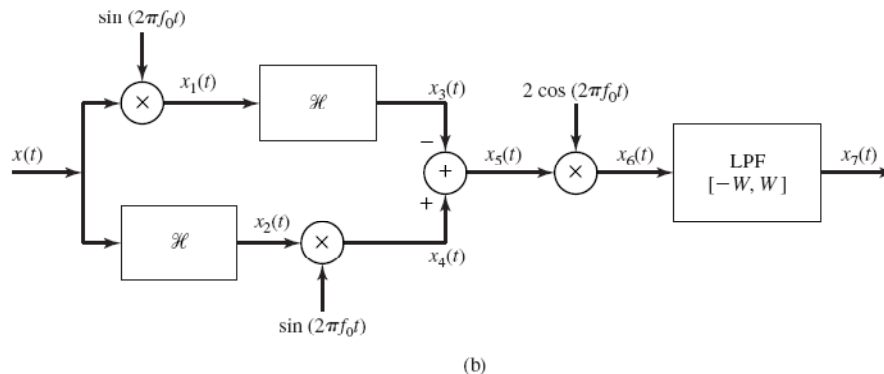 sin (2πf₀t)
x₁(t)
ℋ
x₃(t)
2 cos (2πf₀t)
×
−
x(t)
+
x₅(t)
×
x₆(t)
LPF
[−W, W]
x₇(t)
+
ℋ
x₂(t)
×
x₄(t)
sin (2πf₀t)
(b)